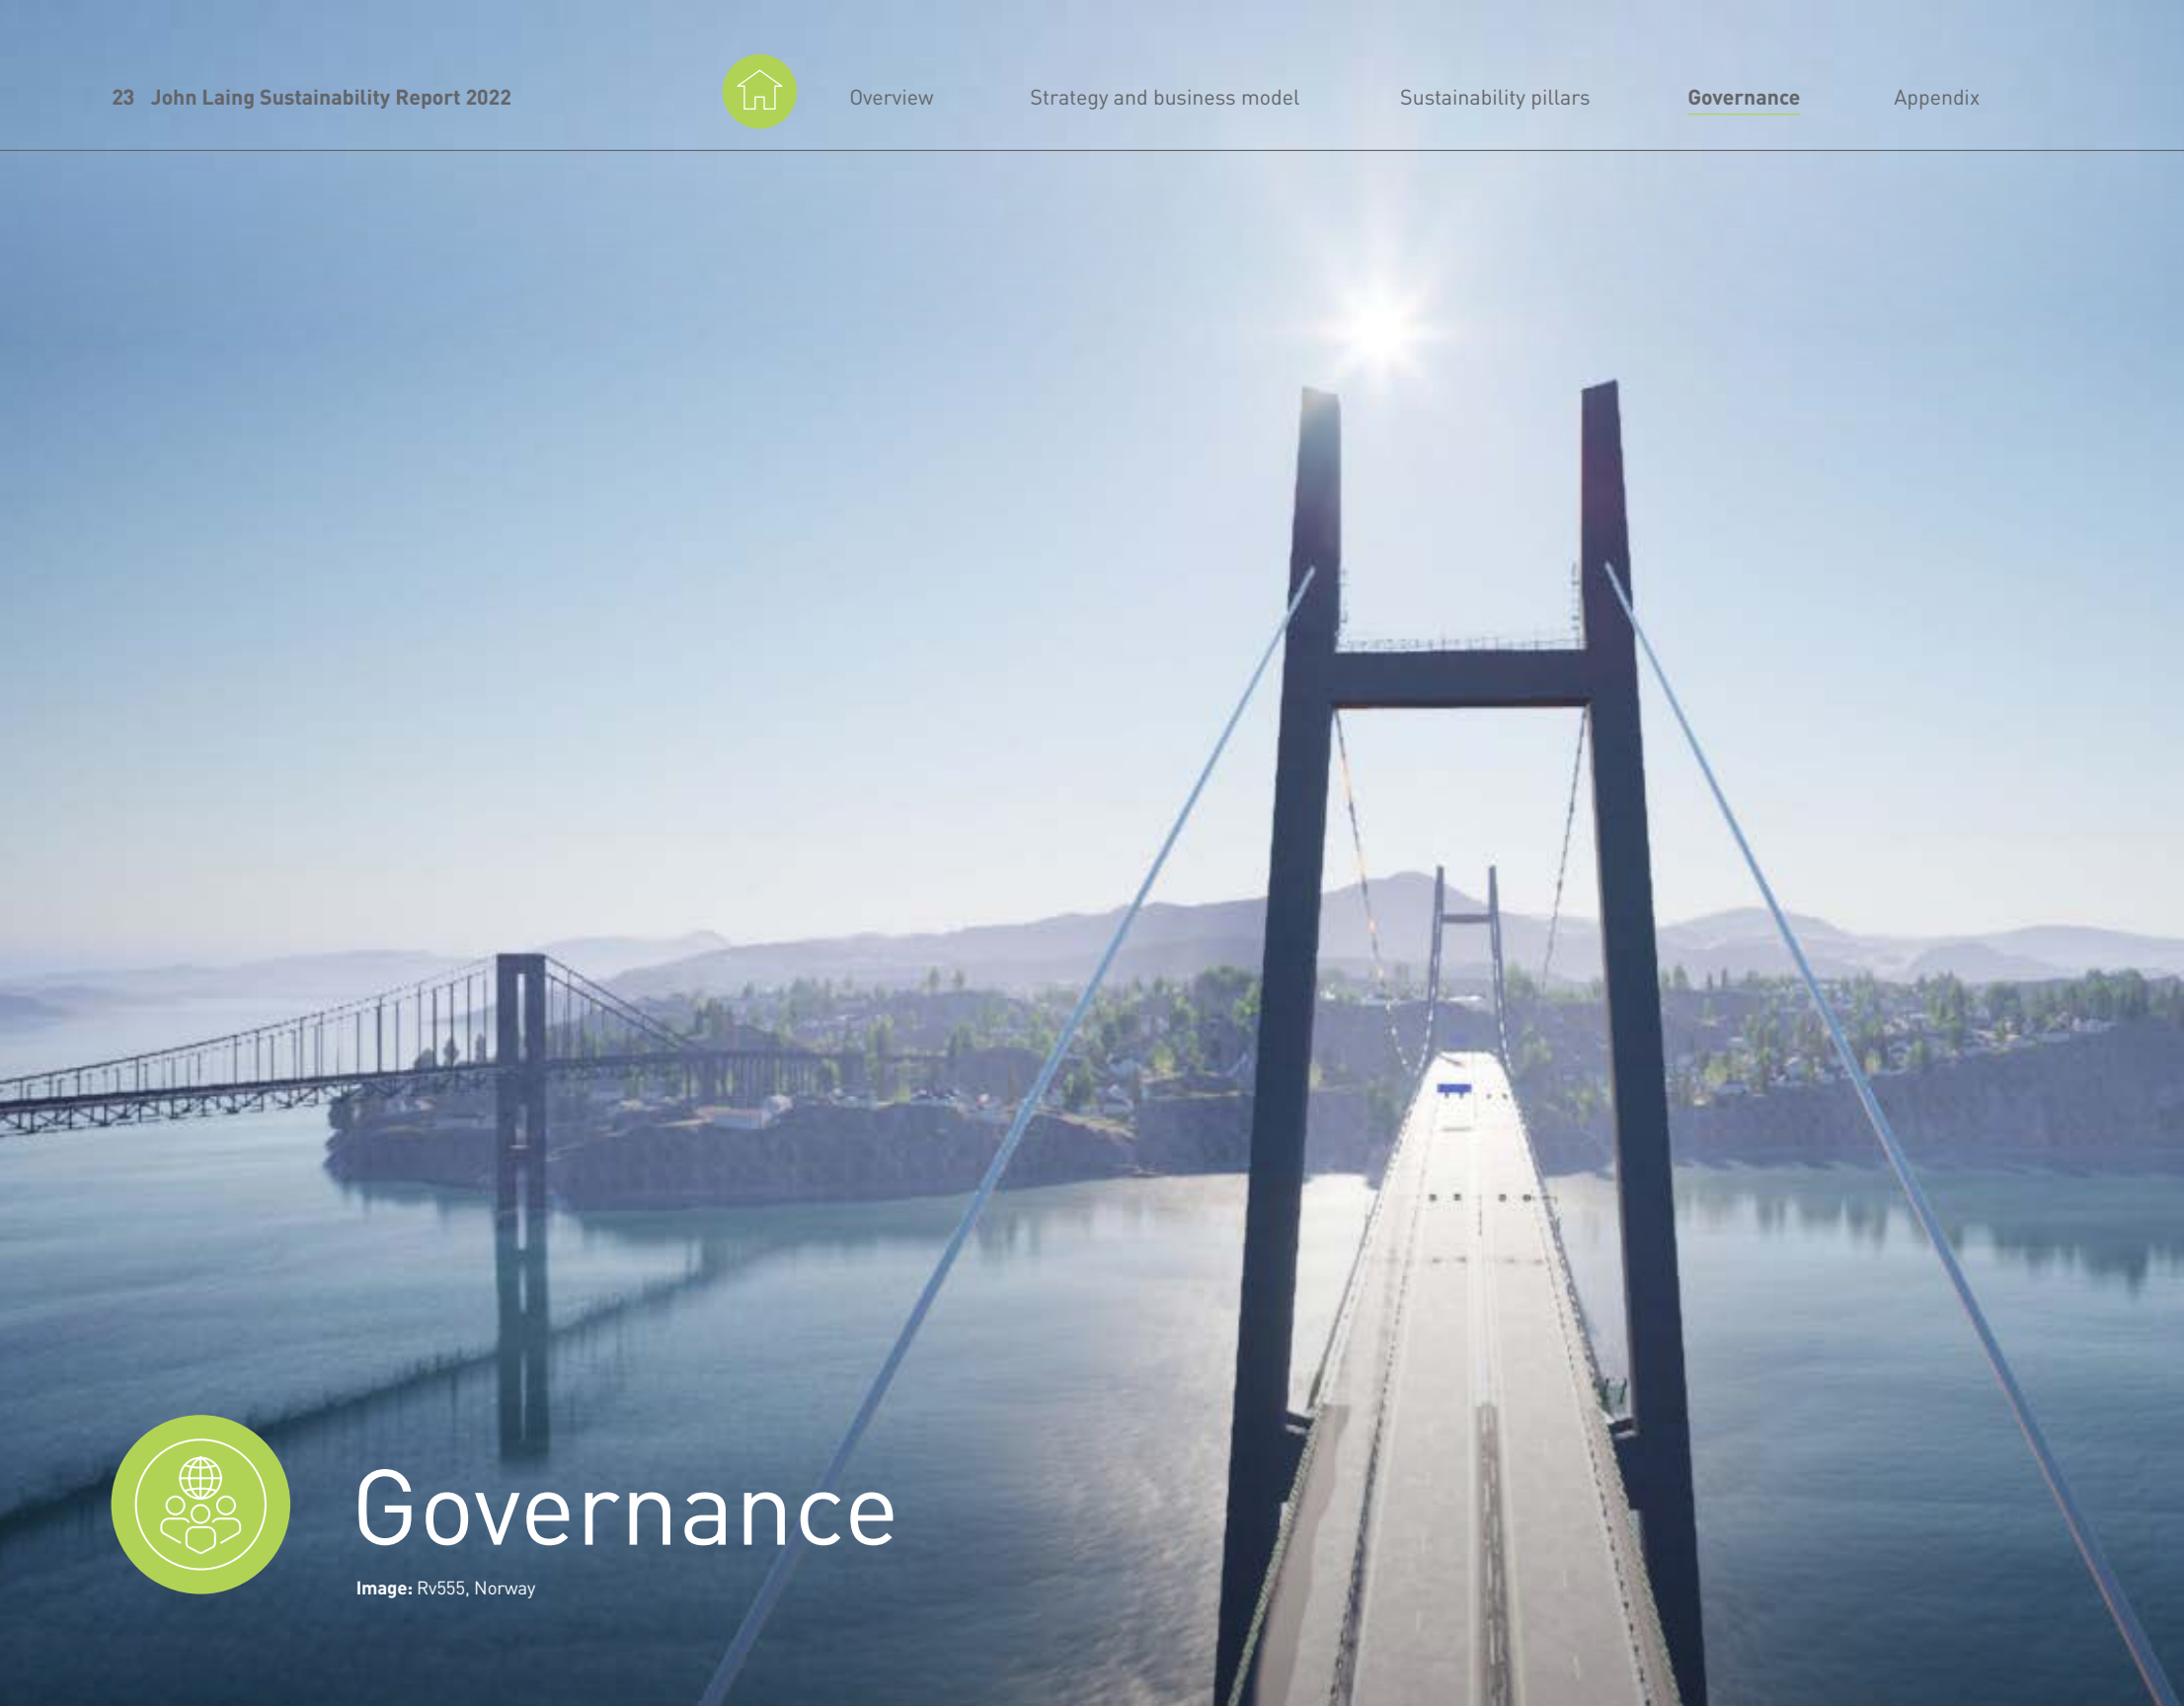 23 John Laing Sustainability Report 2022
Overview
Strategy and business model
Sustainability pillars
Governance
Appendix
Governance
Image: Rv555, Norway